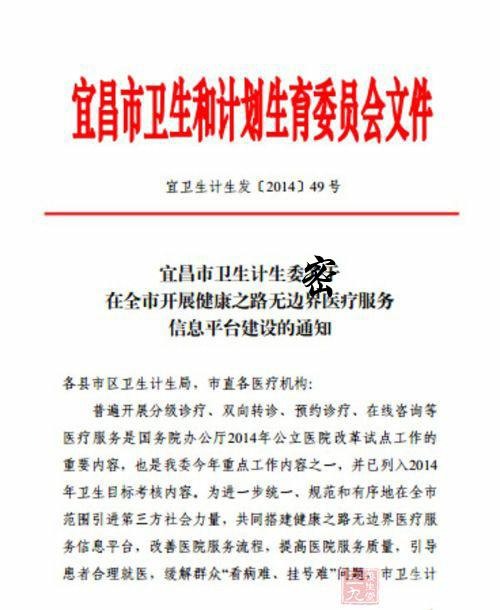 宜昌市卫生和计划生育委员会文件
宜卫生计生发〔2014〕49号
宜昌市卫生计生委
密
在全市开展健康之路无边界医疗服务
信息平台建设的通知
各县市区卫生计生局，市直各医疗机构：
普遍开展分级诊疗、双向转诊、预约诊疗、在线咨询等
医疗服务是国务院办公厅2014年公立医院改革试点工作的
重要内容，也是我委今年重点工作内容之一，并已列入2014
年卫生目标考核内容。为进一步统一、规范和有序地在全市
范围引进第三方社会力量，共同搭建健康之路无边界医疗服
务信息平台，改善医院服务流程，提高医院服务质量，引导
患者合理就医，缓解群众“看病难、挂号难”问题，市卫生计